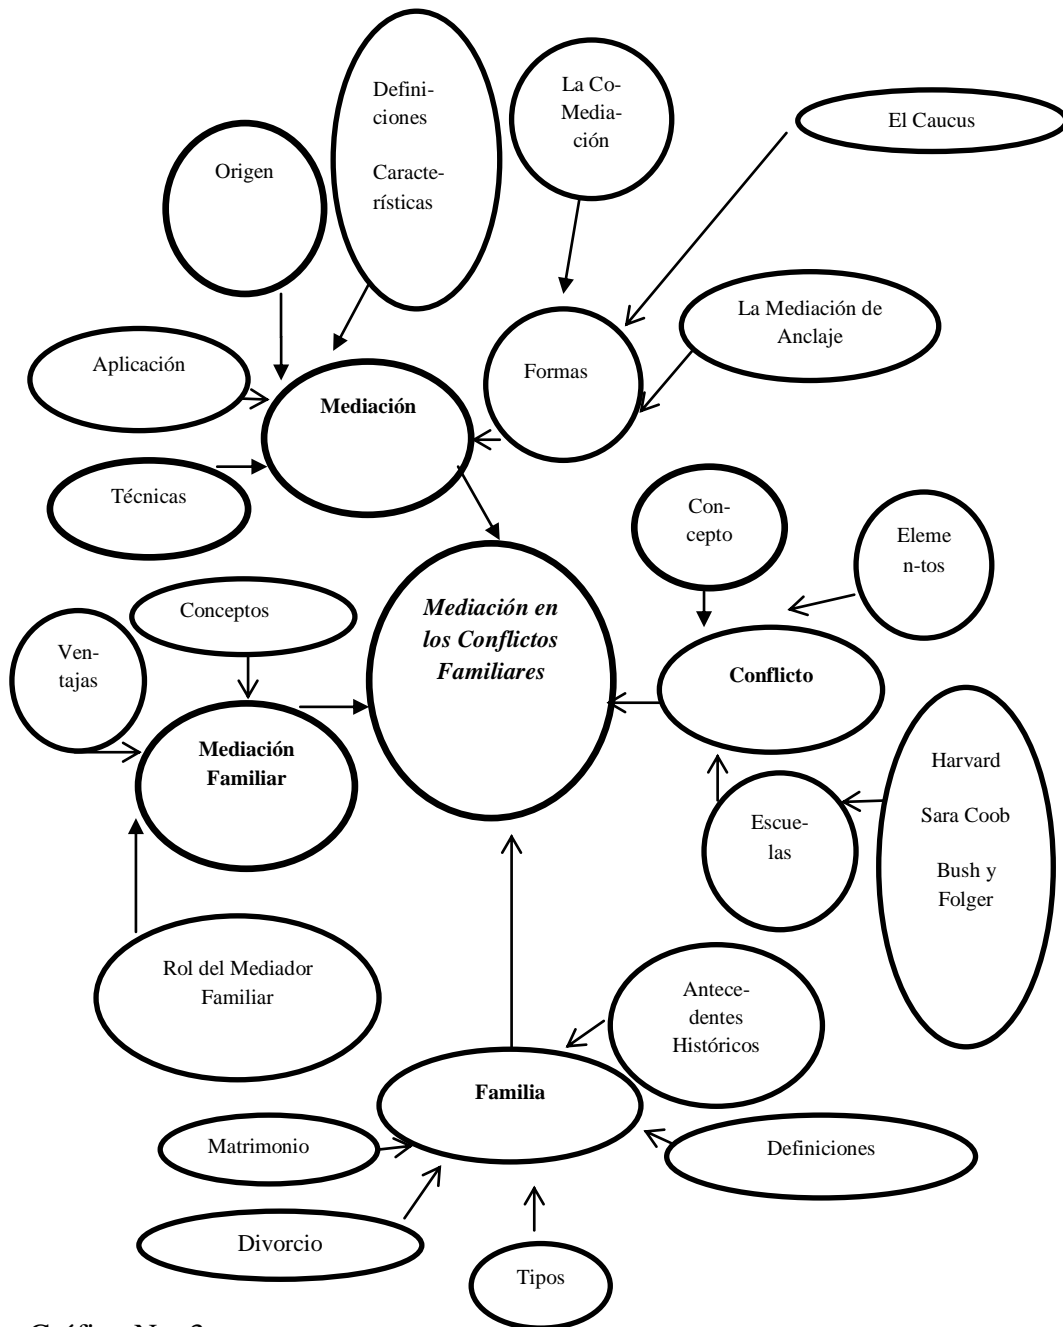 Defini-
ciones
Caracte-
rísticas
La Co-
Media-
ción
El Caucus
Origen
La Mediación de
Anclaje
Aplicación
Formas
Mediación
Técnicas
Con-
cepto
Eleme
n-tos
Conceptos
Mediación en
los Conflictos
Familiares
Ven-
tajas
Conflicto
Mediación
Familiar
Harvard
Sara Coob
Bush y
Folger
Escue-
las
Rol del Mediador
Familiar
Antece-
dentes
Históricos
Familia
Matrimonio
Definiciones
Divorcio
Tipos